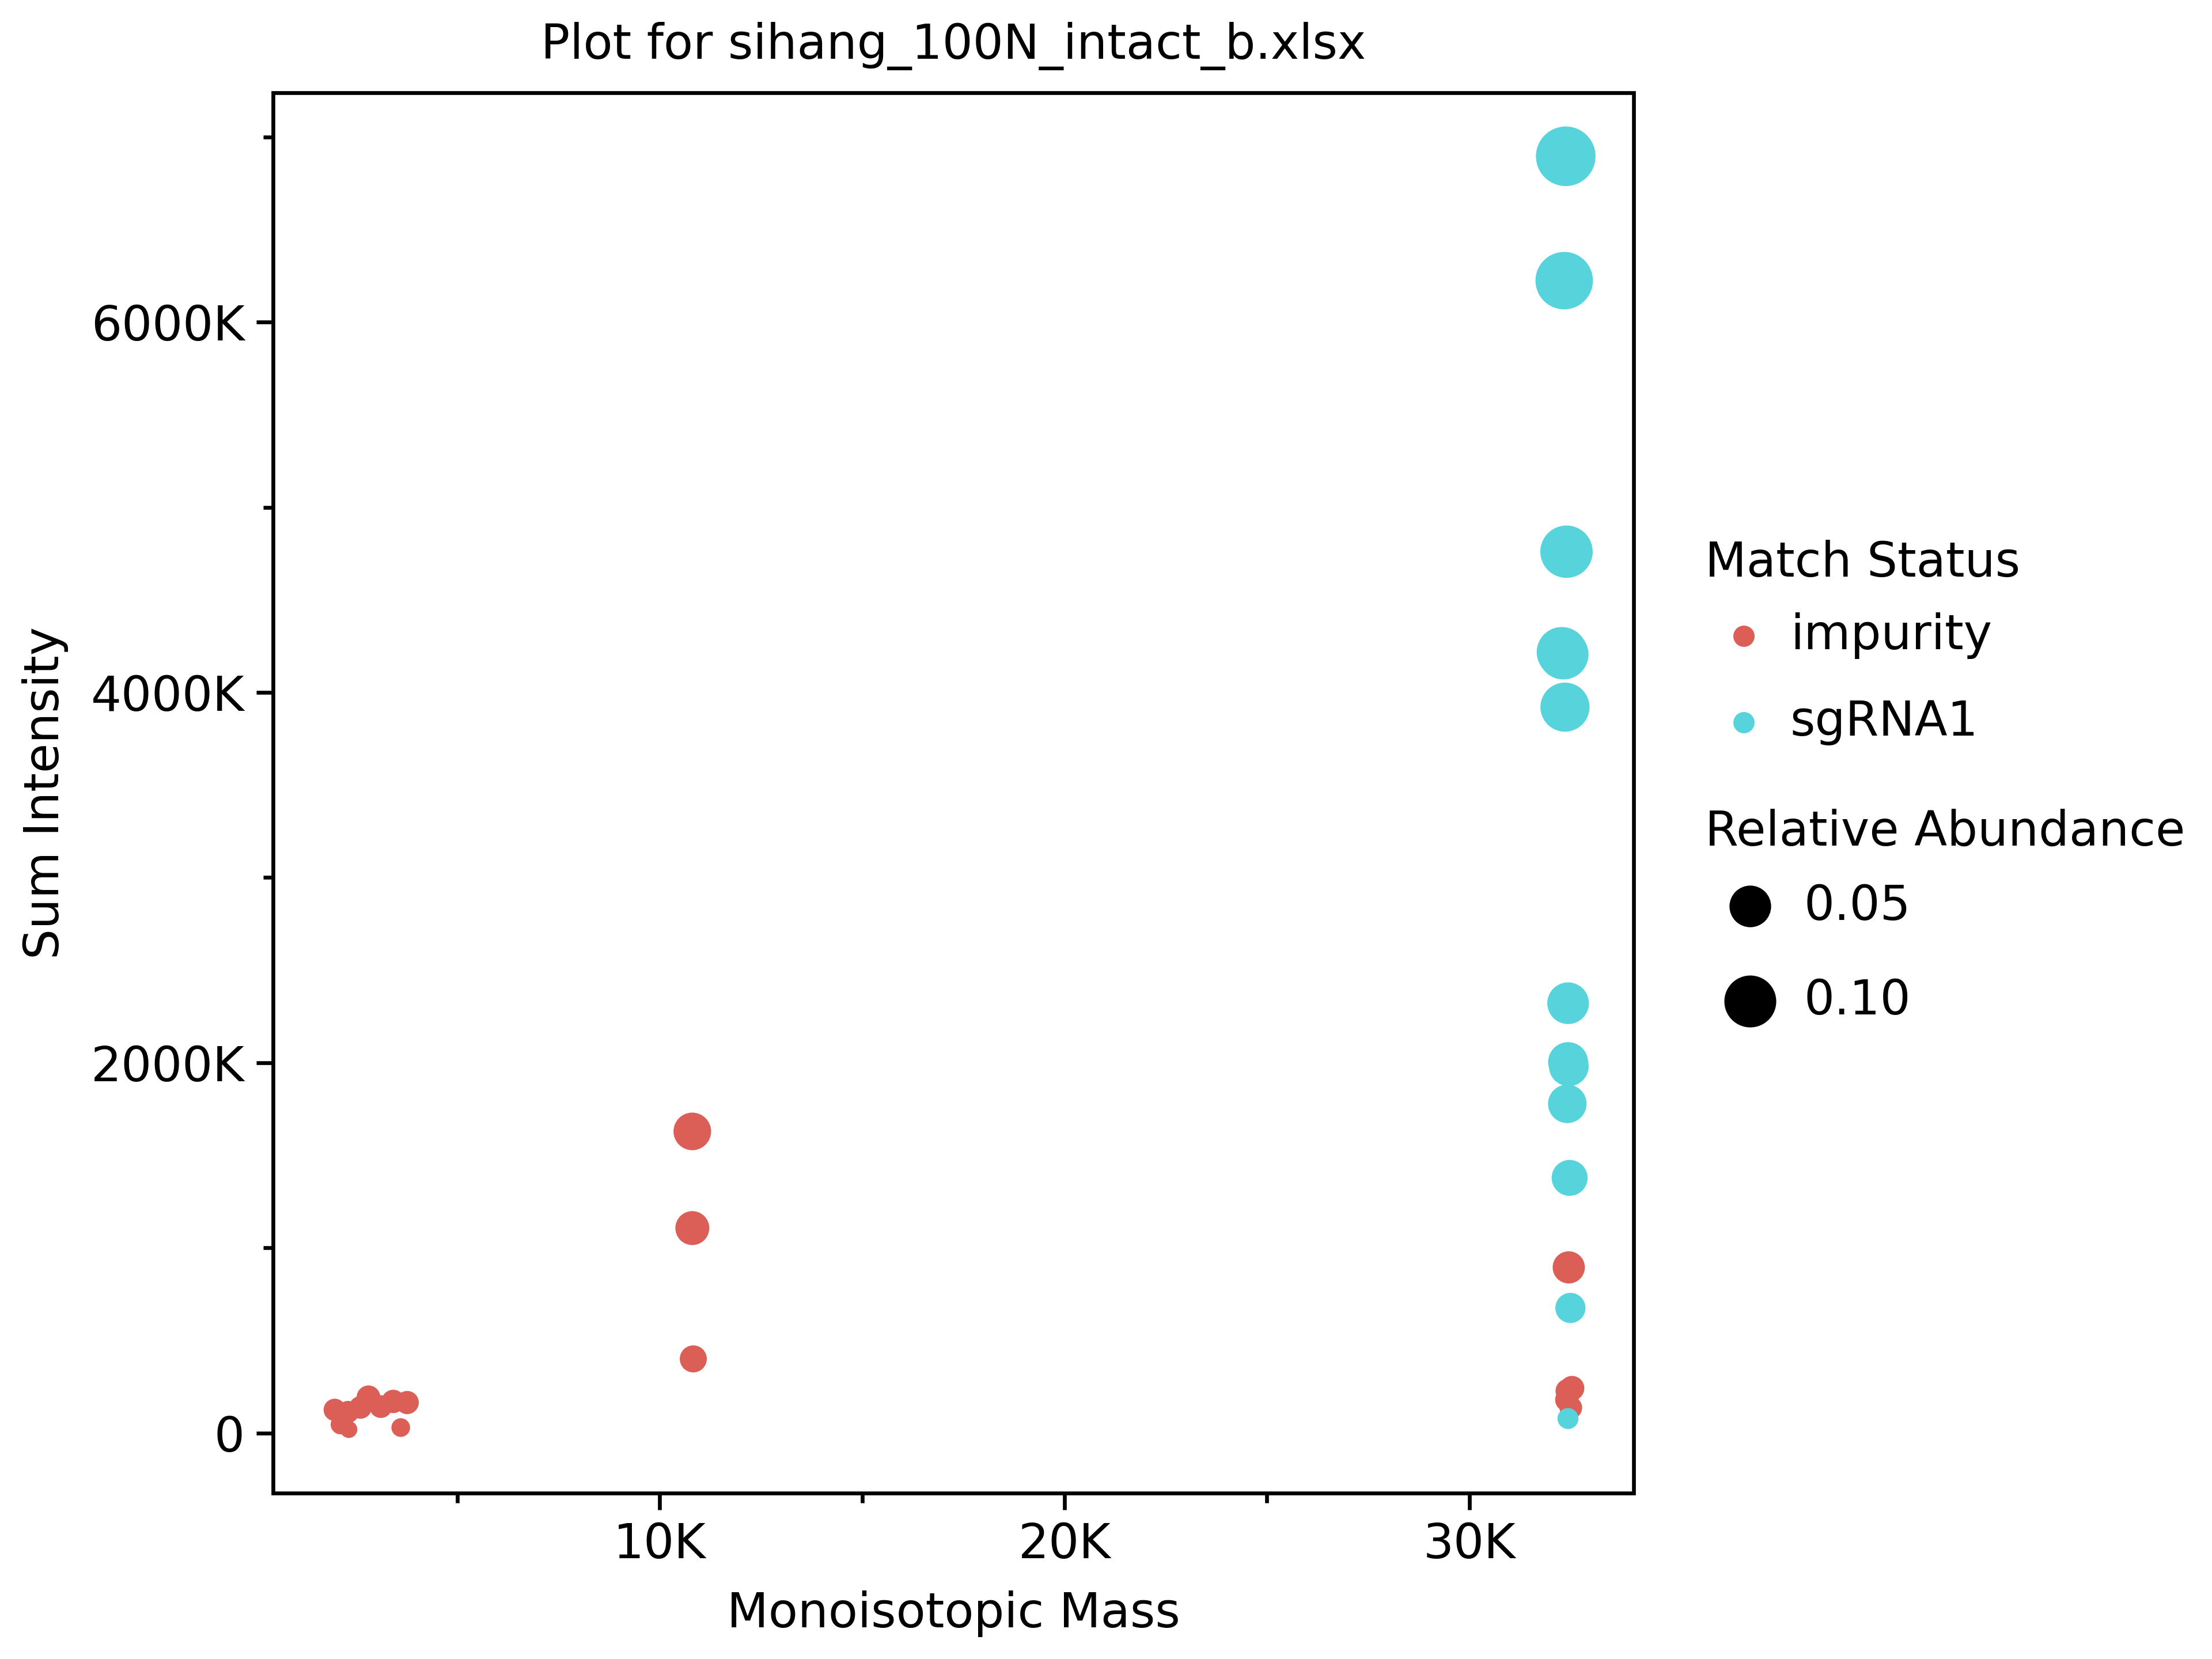 Plot for sihang_100N_intact_b.xlsx
6000K
4000K
2000K
0
Sum Intensity
10K
20K
30K
Monoisotopic Mass
Match Status
impurity
sgRNA1
Relative Abundance
0.05
0.10